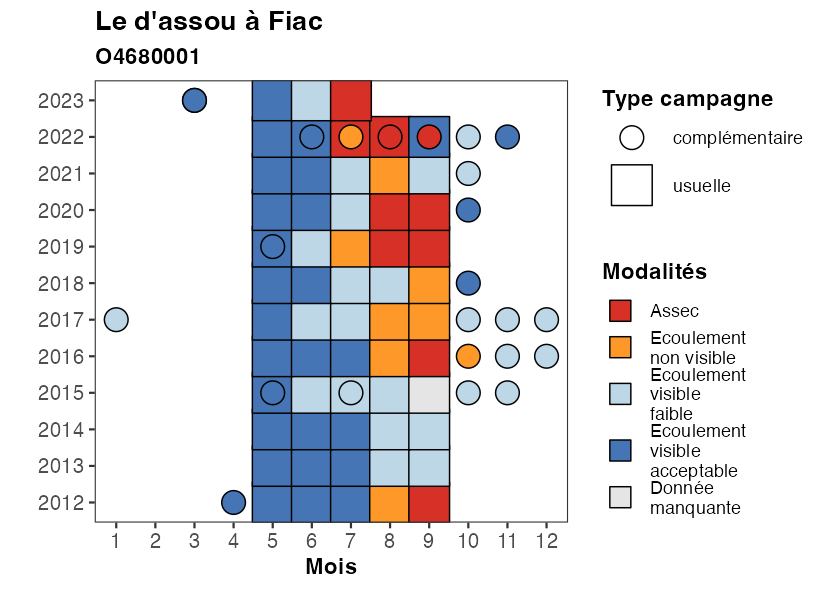 Le d'assou à Fiac
O4680001
2023
2022
2021
2020
2019
2018
2017
2016
2015
2014
2013
2012
1 2 3 4 5 6 7 8 9 10 11 12
Mois
Type campagne
complémentaire
usuelle
Modalités
Assec
Ecoulement
non visible
Ecoulement
visible
faible
Ecoulement
visible
acceptable
Donnée
manquante